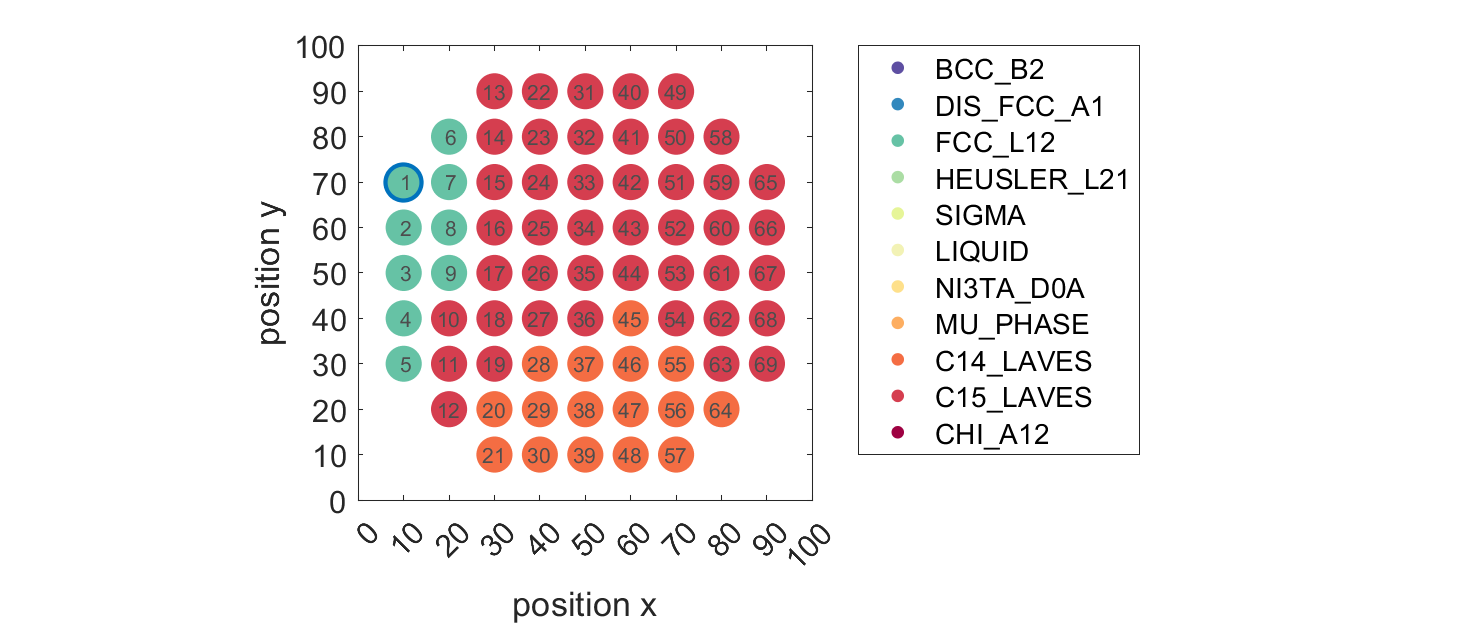 100
90 13 22 31 40 49
80 6 14 23 32 41 50 58
70 1 7 15 24 33 42 51 59 65
60 2 8 16 25 34 43 52 60 66
50 3 9 17 26 35 44 53 61 67
40 4 10 18 27 36 45 54 62 68
30 5 11 19 28 37 46 55 63 69
20 12 20 29 38 47 56 64
10 21 30 39 48 57
0
0 10 20 30 40 50 60 70 80 90 100
position x
position y
BCC_B2
DIS_FCC_A1
FCC_L12
HEUSLER_L21
SIGMA
LIQUID
NI3TA_D0A
MU_PHASE
C14_LAVES
C15_LAVES
CHI_A12